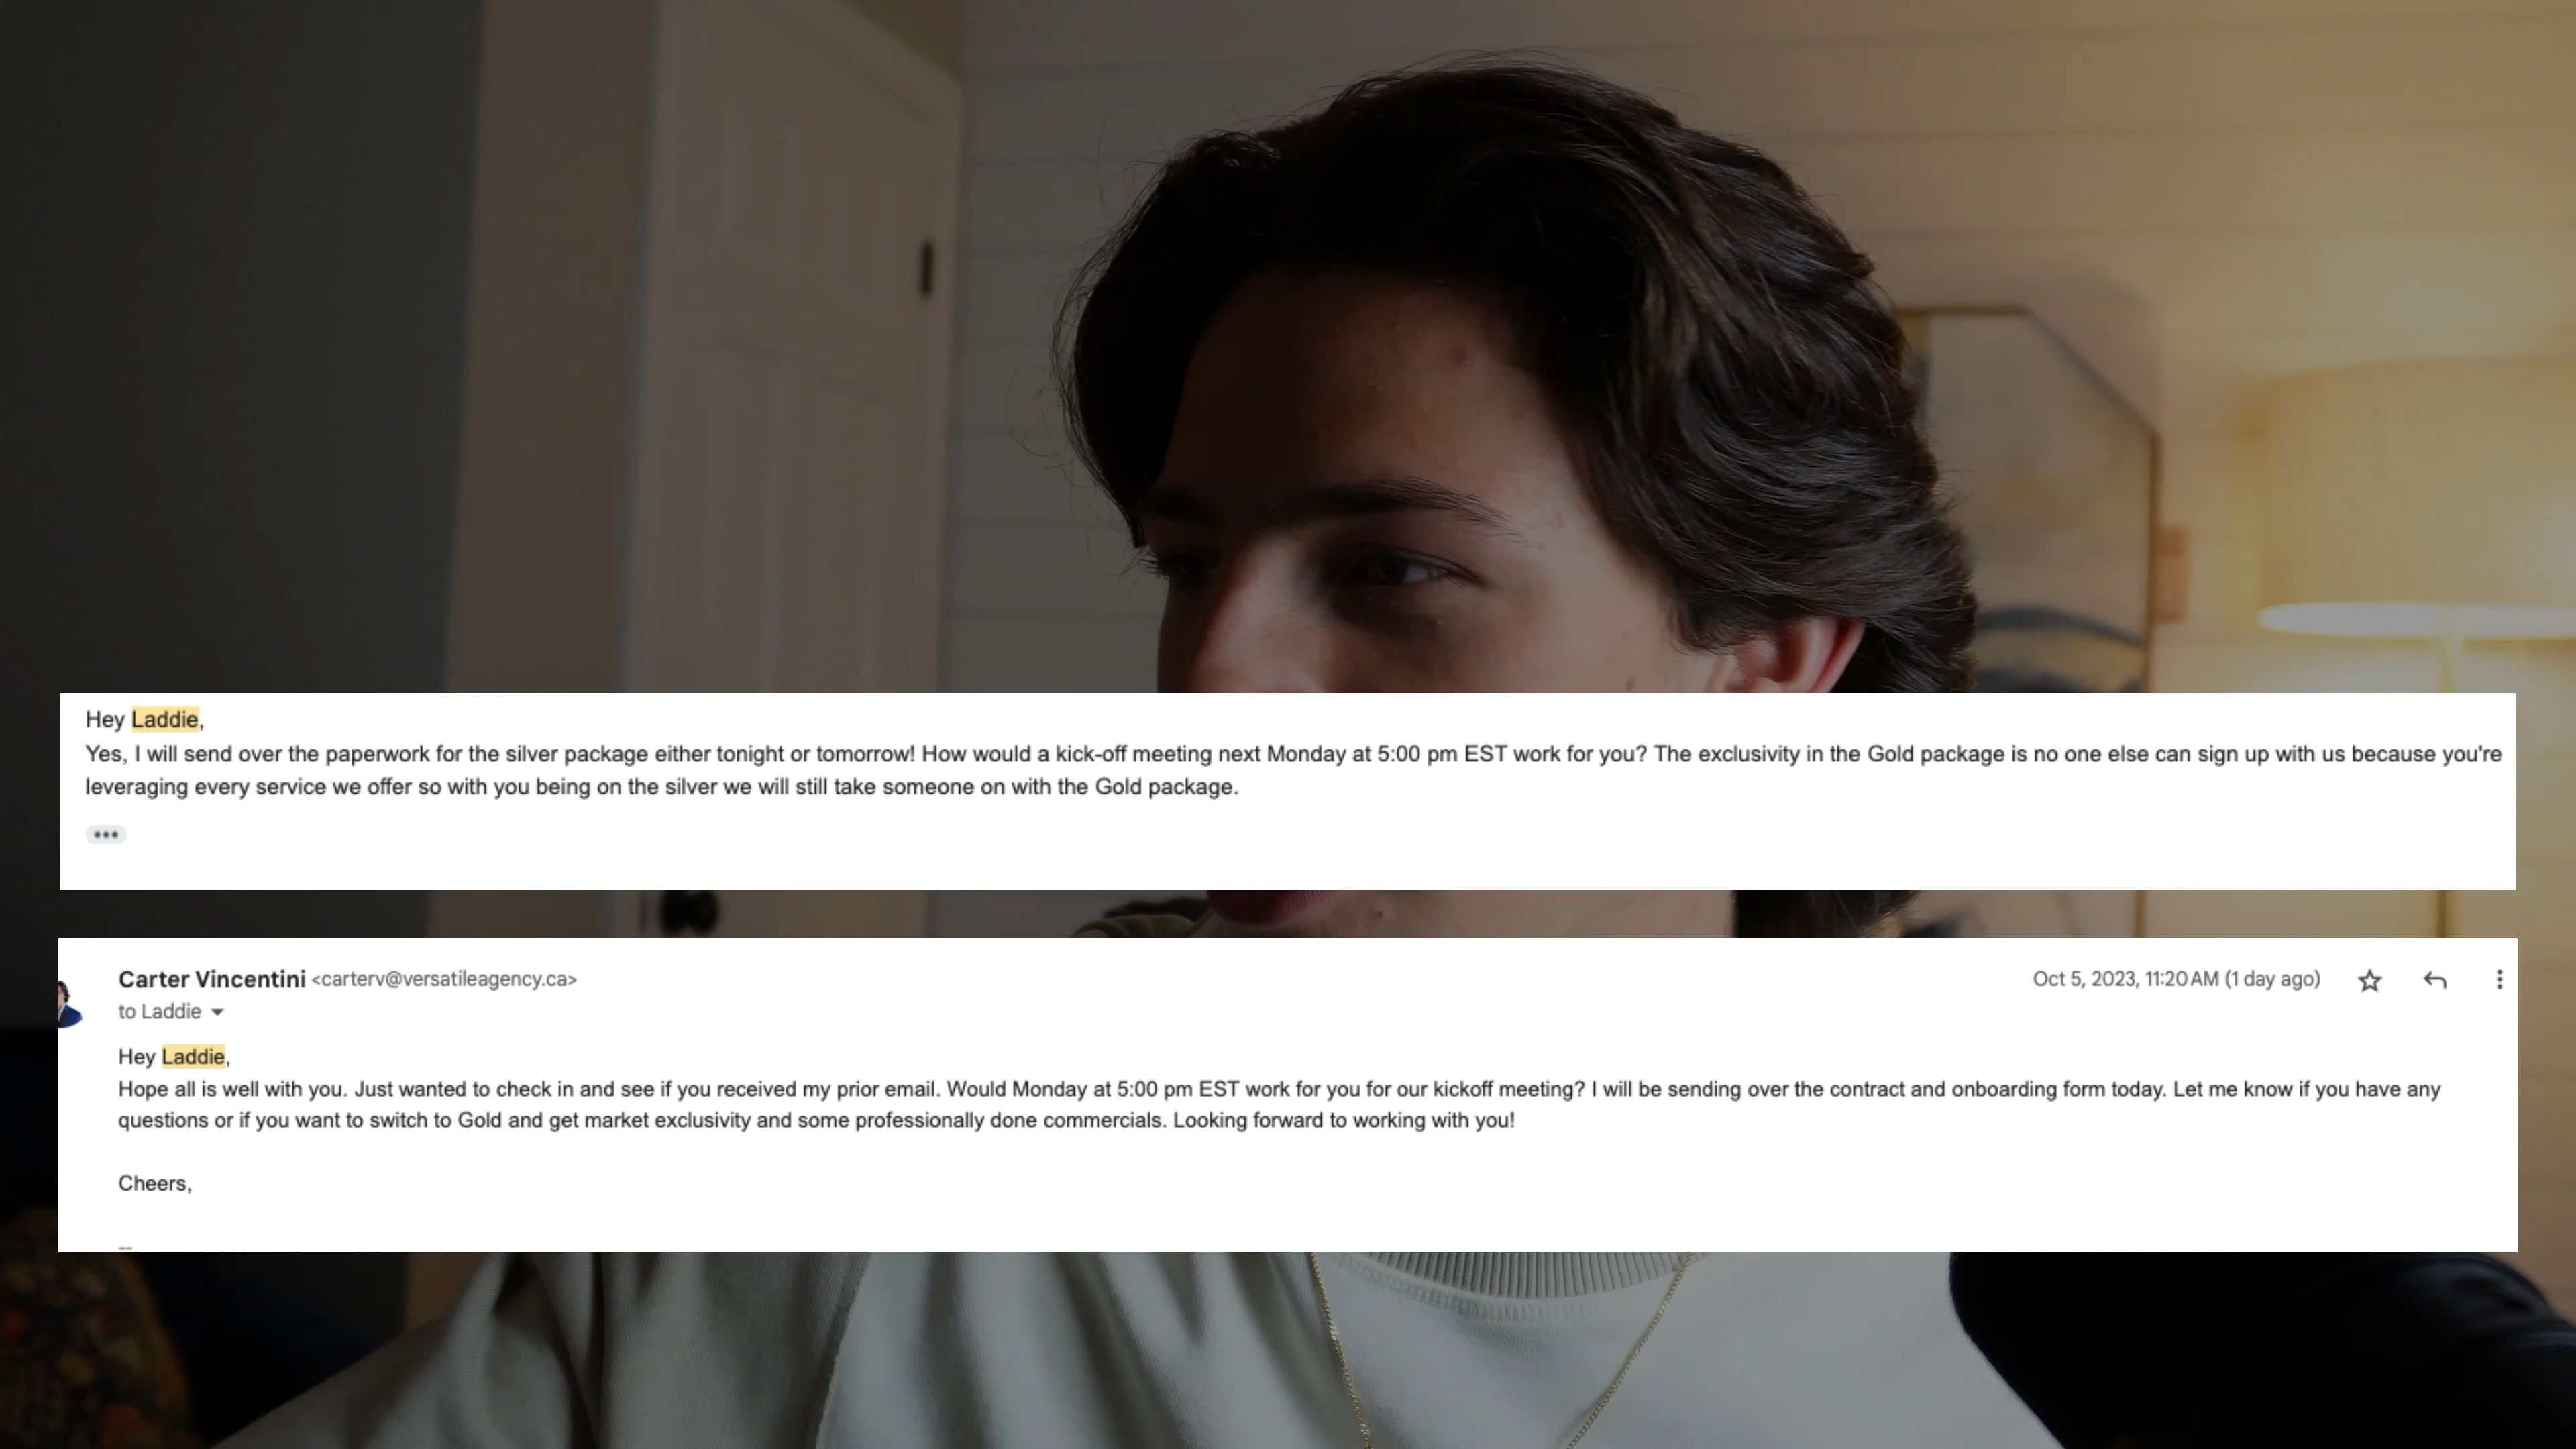 Hey Laddie,
Yes, I will send over the paperwork for the silver package either tonight or tomorrow! How would a kick-off meeting next Monday at 5:00 pm EST work for you? The exclusivity in the Gold package is no one else can sign up with us because you're
leveraging every service we offer so with you being on the silver we will still take someone on with the Gold package.
Carter Vincentini <carterv@versatileagency.ca> Oct 5, 2023, 11:20 AM (1 day ago)
to Laddie
Hey Laddie,
Hope all is well with you. Just wanted to check in and see if you received my prior email. Would Monday at 5:00 pm EST work for you for our kickoff meeting? I will be sending over the contract and onboarding form today. Let me know if you have any
questions or if you want to switch to Gold and get market exclusivity and some professionally done commercials. Looking forward to working with you!
Cheers,
--